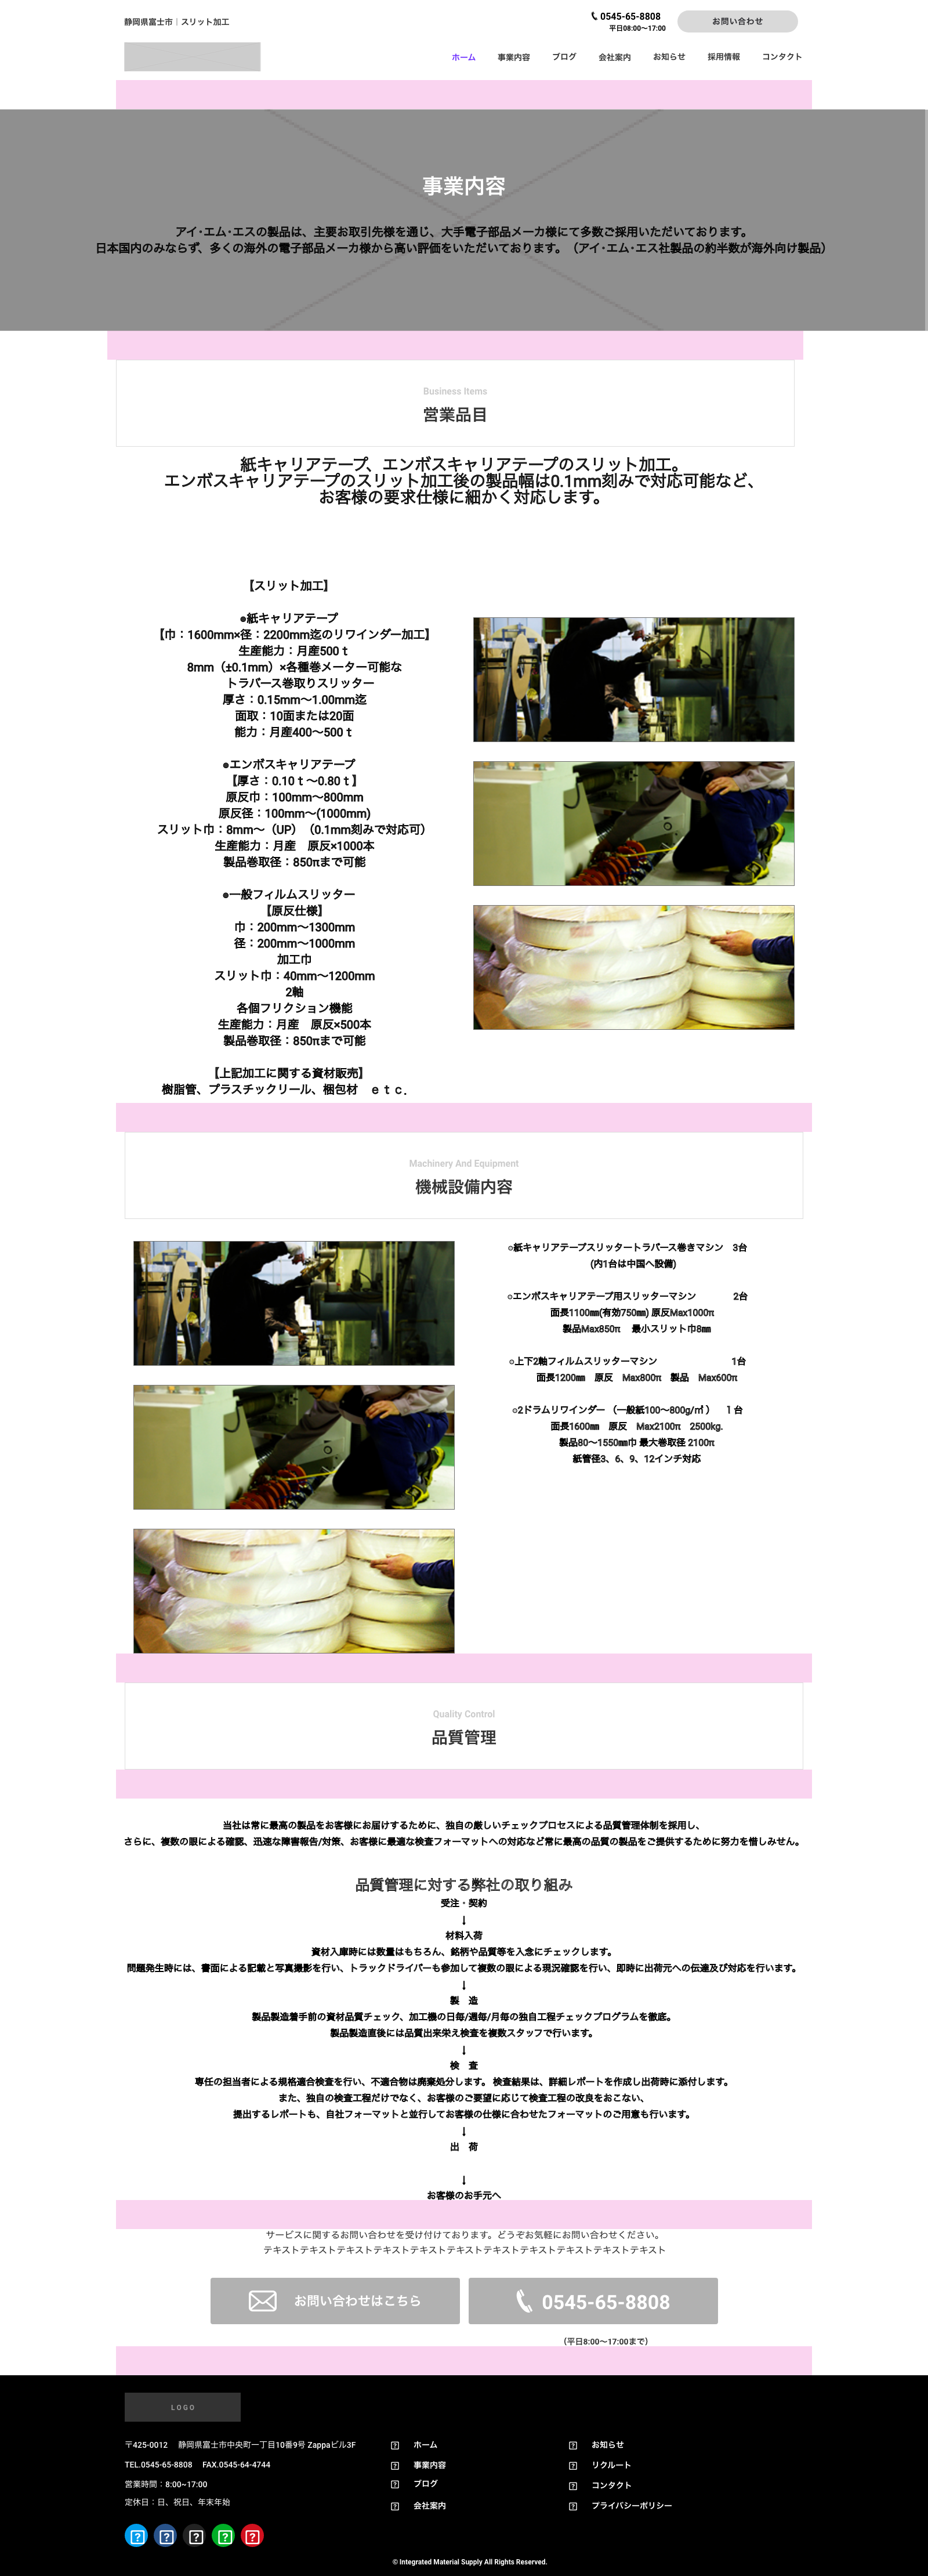 静岡県富士市｜スリット加工
0545-65-8808
平日08:00〜17:00
お問い合わせ
ホーム 事業内容 ブログ 会社案内 お知らせ 採用情報 コンタクト
事業内容
アイ･エム･エスの製品は、主要お取引先様を通じ、大手電子部品メーカ様にて多数ご採用いただいております。
日本国内のみならず、多くの海外の電子部品メーカ様から高い評価をいただいております。（アイ･エム･エス社製品の約半数が海外向け製品）
Business Items
営業品目
紙キャリアテープ、エンボスキャリアテープのスリット加工。
エンボスキャリアテープのスリット加工後の製品幅は0.1mm刻みで対応可能など、
お客様の要求仕様に細かく対応します。
【スリット加工】
●紙キャリアテープ
【巾：1600mm×径：2200mm迄のリワインダー加工】
生産能力：月産500ｔ
8mm（±0.1mm）×各種巻メーター可能な
トラバース巻取りスリッター
厚さ：0.15mm〜1.00mm迄
面取：10面または20面
能力：月産400〜500ｔ
●エンボスキャリアテープ
【厚さ：0.10ｔ〜0.80ｔ】
原反巾：100mm〜800mm
原反径：100mm〜(1000mm)
スリット巾：8mm〜（UP）（0.1mm刻みで対応可）
生産能力：月産　原反×1000本
製品巻取径：850πまで可能
●一般フィルムスリッター
【原反仕様】
巾：200mm〜1300mm
径：200mm〜1000mm
加工巾
スリット巾：40mm〜1200mm
2軸
各個フリクション機能
生産能力：月産　原反×500本
製品巻取径：850πまで可能
【上記加工に関する資材販売】
樹脂管、プラスチックリール、梱包材　ｅｔｃ．
Machinery And Equipment
機械設備内容
○紙キャリアテープスリッタートラバース巻きマシン　3台
(内1台は中国へ設備)
○エンボスキャリアテープ用スリッターマシン　　　　2台
面長1100㎜(有効750㎜) 原反Max1000π
製品Max850π　最小スリット巾8㎜
○上下2軸フィルムスリッターマシン　　　　　　　　1台
面長1200㎜　原反　Max800π　製品　Max600π
○2ドラムリワインダー （一般紙100〜800g/㎡ ）　１台
面長1600㎜　原反　Max2100π　2500kg.
製品80〜1550㎜巾 最大巻取径 2100π
紙管径3、6、9、12インチ対応
Quality Control
品質管理
当社は常に最高の製品をお客様にお届けするために、独自の厳しいチェックプロセスによる品質管理体制を採用し、
さらに、複数の眼による確認、迅速な障害報告/対策、お客様に最適な検査フォーマットへの対応など常に最高の品質の製品をご提供するために努力を惜しみせん。
品質管理に対する弊社の取り組み
受注・契約
↓
材料入荷
資材入庫時には数量はもちろん、銘柄や品質等を入念にチェックします。
問題発生時には、書面による記載と写真撮影を行い、トラックドライバーも参加して複数の眼による現況確認を行い、即時に出荷元への伝達及び対応を行います。
↓
製　造
製品製造着手前の資材品質チェック、加工機の日毎/週毎/月毎の独自工程チェックプログラムを徹底。
製品製造直後には品質出来栄え検査を複数スタッフで行います。
↓
検　査
専任の担当者による規格適合検査を行い、不適合物は廃棄処分します。 検査結果は、詳細レポートを作成し出荷時に添付します。
また、独自の検査工程だけでなく、お客様のご要望に応じて検査工程の改良をおこない、
提出するレポートも、自社フォーマットと並行してお客様の仕様に合わせたフォーマットのご用意も行います。
↓
出　荷
↓
お客様のお手元へ
サービスに関するお問い合わせを受け付けております。どうぞお気軽にお問い合わせください。
テキストテキストテキストテキストテキストテキストテキストテキストテキストテキストテキスト
お問い合わせはこちら
0545-65-8808
（平日8:00〜17:00まで）
LOGO
〒425-0012　静岡県富士市中央町一丁目10番9号 Zappaビル3F
TEL.0545-65-8808　FAX.0545-64-4744
営業時間：8:00~17:00
定休日：日、祝日、年末年始
ホーム
事業内容
ブログ
会社案内
お知らせ
リクルート
コンタクト
プライバシーポリシー
© Integrated Material Supply All Rights Reserved.